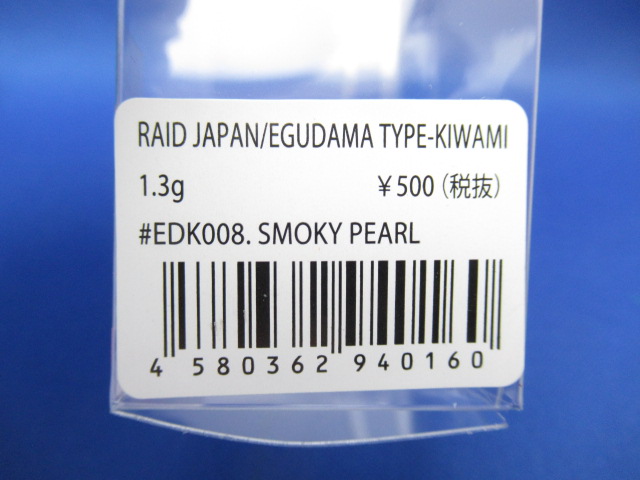 RAID JAPAN/EGUDAMA TYPE-KIWAMI
1.3g ￥500(税抜)
#EDK008. SMOKY PEARL
4 580362 940160